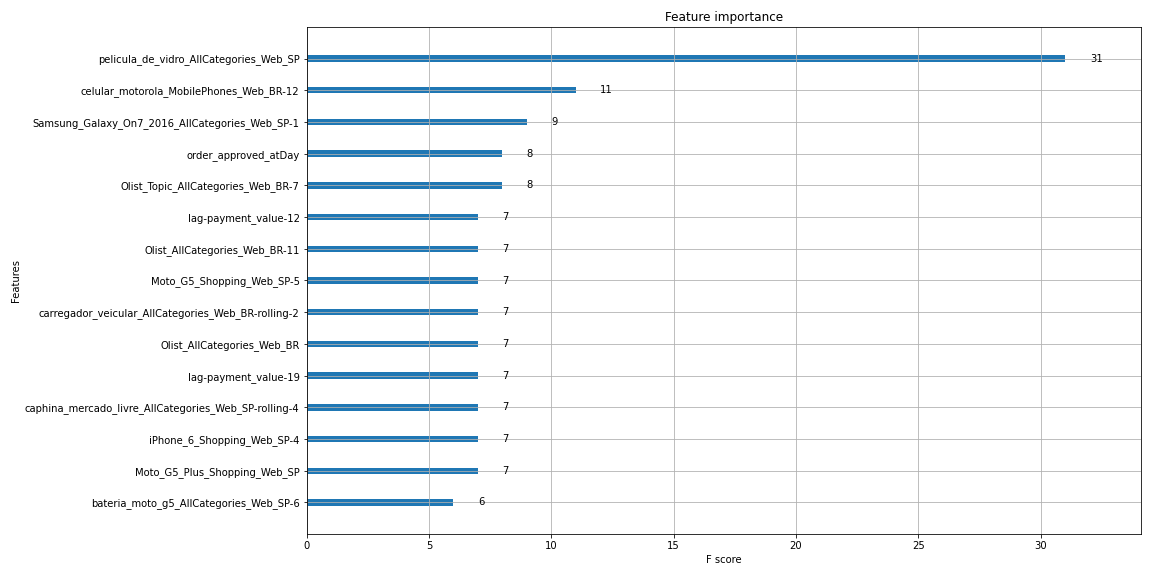 Feature importance
pelicula_de_vidro_AllCategories_Web_SP 31
celular_motorola_MobilePhones_Web_BR-12 11
Samsung_Galaxy_On7_2016_AllCategories_Web_SP-1 9
order_approved_atDay 8
Olist_Topic_AllCategories_Web_BR-7 8
lag-payment_value-12 7
Olist_AllCategories_Web_BR-11 7
Moto_G5_Shopping_Web_SP-5 7
carregador_veicular_AllCategories_Web_BR-rolling-2 7
Olist_AllCategories_Web_BR 7
lag-payment_value-19 7
caphina_mercado_livre_AllCategories_Web_SP-rolling-4 7
iPhone_6_Shopping_Web_SP-4 7
Moto_G5_Plus_Shopping_Web_SP 7
bateria_moto_g5_AllCategories_Web_SP-6 6
Features
0 5 10 15 20 25 30
F score